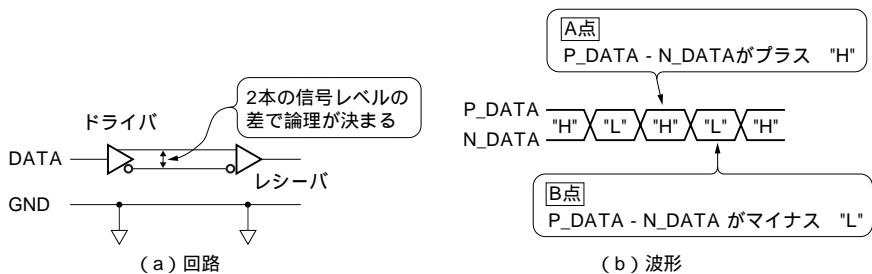 2本の信号レベルの
差で論理が決まる
ドライバ
DATA
レシーバ
GND
(a)回路
A点
P_DATA - N_DATAがプラス "H"
P_DATA
N_DATA
"H" "L" "H" "L" "H"
B点
P_DATA - N_DATA がマイナス "L"
(b)波形